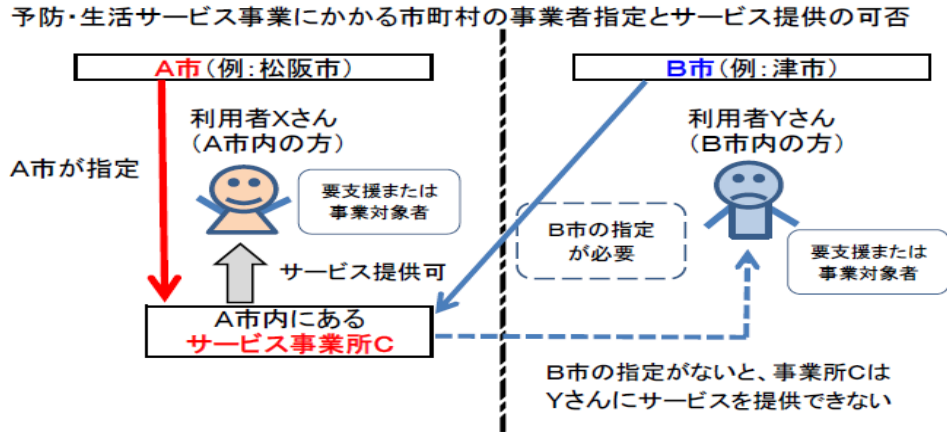 予防・生活サービス事業にかかる市町村の事業者指定とサービス提供の可否
A市(例:松阪市)
B市(例:津市)
利用者Xさん
(A市内の方)
利用者Yさん
(B市内の方)
A市が指定
要支援または
事業対象者
B市の指定
が必要
要支援または
事業対象者
サービス提供可
A市内にある
サービス事業所C
B市の指定がないと、事業所Cは
Yさんにサービスを提供できない